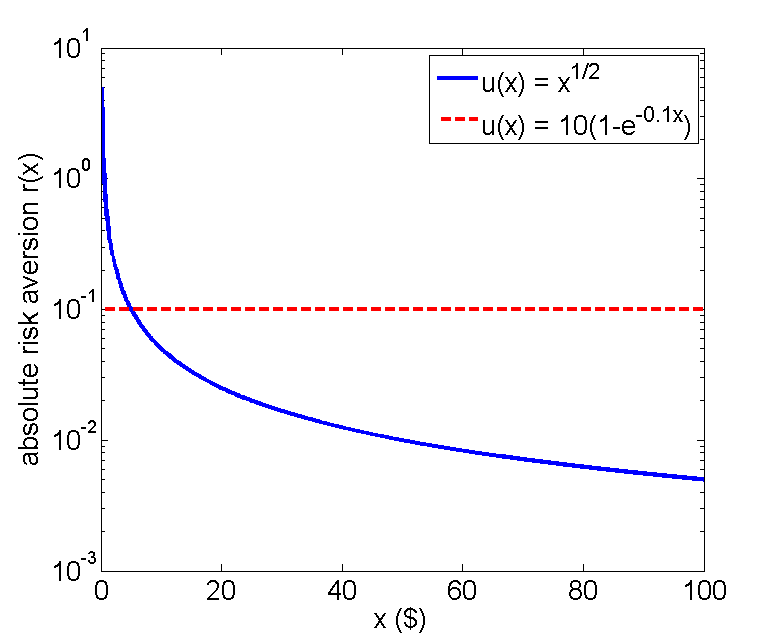 10^1
10^0
10^-1
10^-2
10^-3
absolute risk aversion r(x)
u(x) = x^1/2
u(x) = 10(1-e^-0.1x)
0 20 40 60 80 100
x ($)